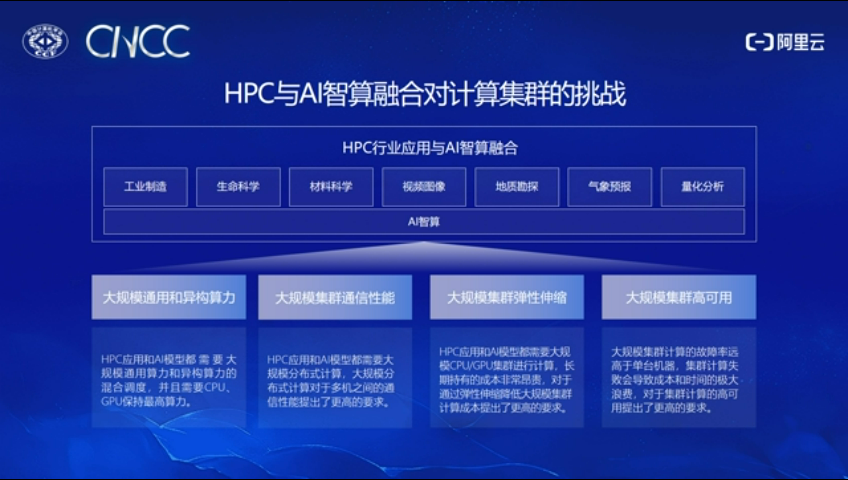 CCF
CNCC
阿里云
HPC与AI智算融合对计算集群的挑战
HPC行业应用与AI智算融合
工业制造
生命科学
材料科学
视频图像
地质勘探
气象预报
量化分析
AI智算
大规模通用和异构算力
HPC应用和AI模型都 需 要 大
规模通用算力和异构算力的
混合调度，并且需要CPU、
GPU保持最高算力。
大规模集群通信性能
HPC应用和AI模型都需要大
规模分布式计算，大规模分
布式计算对于多机之间的通
信性能提出了更高的要求。
大规模集群弹性伸缩
HPC应用和AI模型都需要大规
模CPU/GPU集群进行计算，长
期持有的成本非常昂贵，对于
通过弹性伸缩降低大规模集群
计算成本提出了更高的要求。
大规模集群高可用
大规模集群计算的故障率远
高于单台机器，集群计算失
败会导致成本和时间的极大
浪费，对于集群计算的高可
用提出了更高的要求。